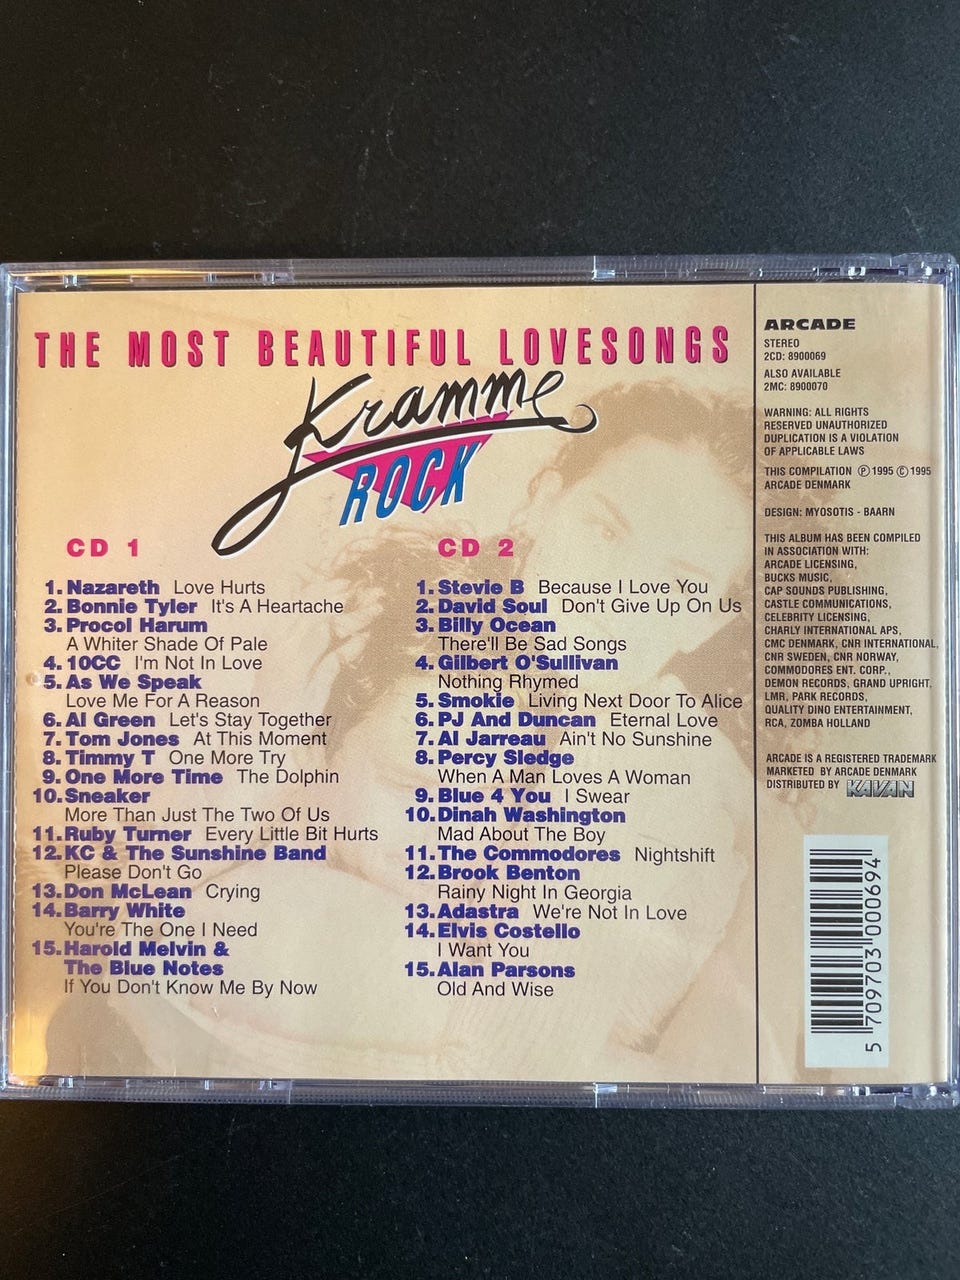 THE MOST BEAUTIFUL LOVESONGS
Kramme
ROCK
CD 1
1. Nazareth Love Hurts
2. Bonnie Tyler It's A Heartache
3. Procol Harum
A Whiter Shade Of Pale
4. 10CC I'm Not In Love
5. As We Speak
Love Me For A Reason
6. Al Green Let's Stay Together
7. Tom Jones At This Moment
8. Timmy T One More Try
9. One More Time The Dolphin
10. Sneaker
More Than Just The Two Of Us
11. Ruby Turner Every Little Bit Hurts
12. KC & The Sunshine Band
Please Don't Go
13. Don McLean Crying
14. Barry White
You're The One I Need
15. Harold Melvin &
The Blue Notes
If You Don't Know Me By Now
CD 2
1. Stevie B Because I Love You
2. David Soul Don't Give Up On Us
3. Billy Ocean
There'll Be Sad Songs
4. Gilbert O'Sullivan
Nothing Rhymed
5. Smokie Living Next Door To Alice
6. PJ And Duncan Eternal Love
7. Al Jarreau Ain't No Sunshine
8. Percy Sledge
When A Man Loves A Woman
9. Blue 4 You I Swear
10. Dinah Washington
Mad About The Boy
11. The Commodores Nightshift
12. Brook Benton
Rainy Night In Georgia
13. Adastra We're Not In Love
14. Elvis Costello
I Want You
15. Alan Parsons
Old And Wise
ARCADE
STEREO
2CD: 8900069
ALSO AVAILABLE
2MC: 8900070
WARNING: ALL RIGHTS
RESERVED UNAUTHORIZED
DUPLICATION IS A VIOLATION
OF APPLICABLE LAWS
THIS COMPILATION Ⓟ 1995 © 1995
ARCADE DENMARK
DESIGN: MYOSOTIS - BAARN
THIS ALBUM HAS BEEN COMPILED
IN ASSOCIATION WITH:
ARCADE LICENSING,
BUCKS MUSIC,
CAP SOUNDS PUBLISHING,
CASTLE COMMUNICATIONS,
CELEBRITY LICENSING,
CHARLY INTERNATIONAL APS,
CMC DENMARK, CNR INTERNATIONAL,
CNR SWEDEN, CNR NORWAY,
COMMODORES ENT. CORP.,
DEMON RECORDS, GRAND UPRIGHT,
LMR, PARK RECORDS,
QUALITY DINO ENTERTAINMENT,
RCA, ZOMBA HOLLAND
ARCADE IS A REGISTERED TRADEMARK
MARKETED BY ARCADE DENMARK
DISTRIBUTED BY KAVAN
5 709703 000694